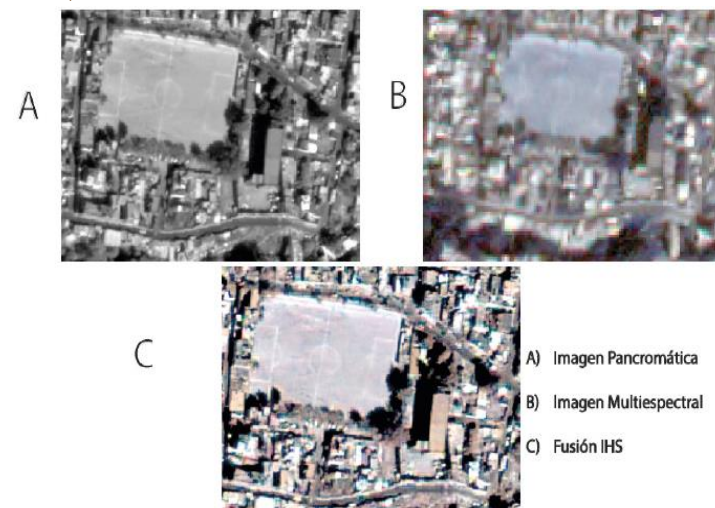 A
B
C
A) Imagen Pancromática
B) Imagen Multiespectral
C) Fusión IHS